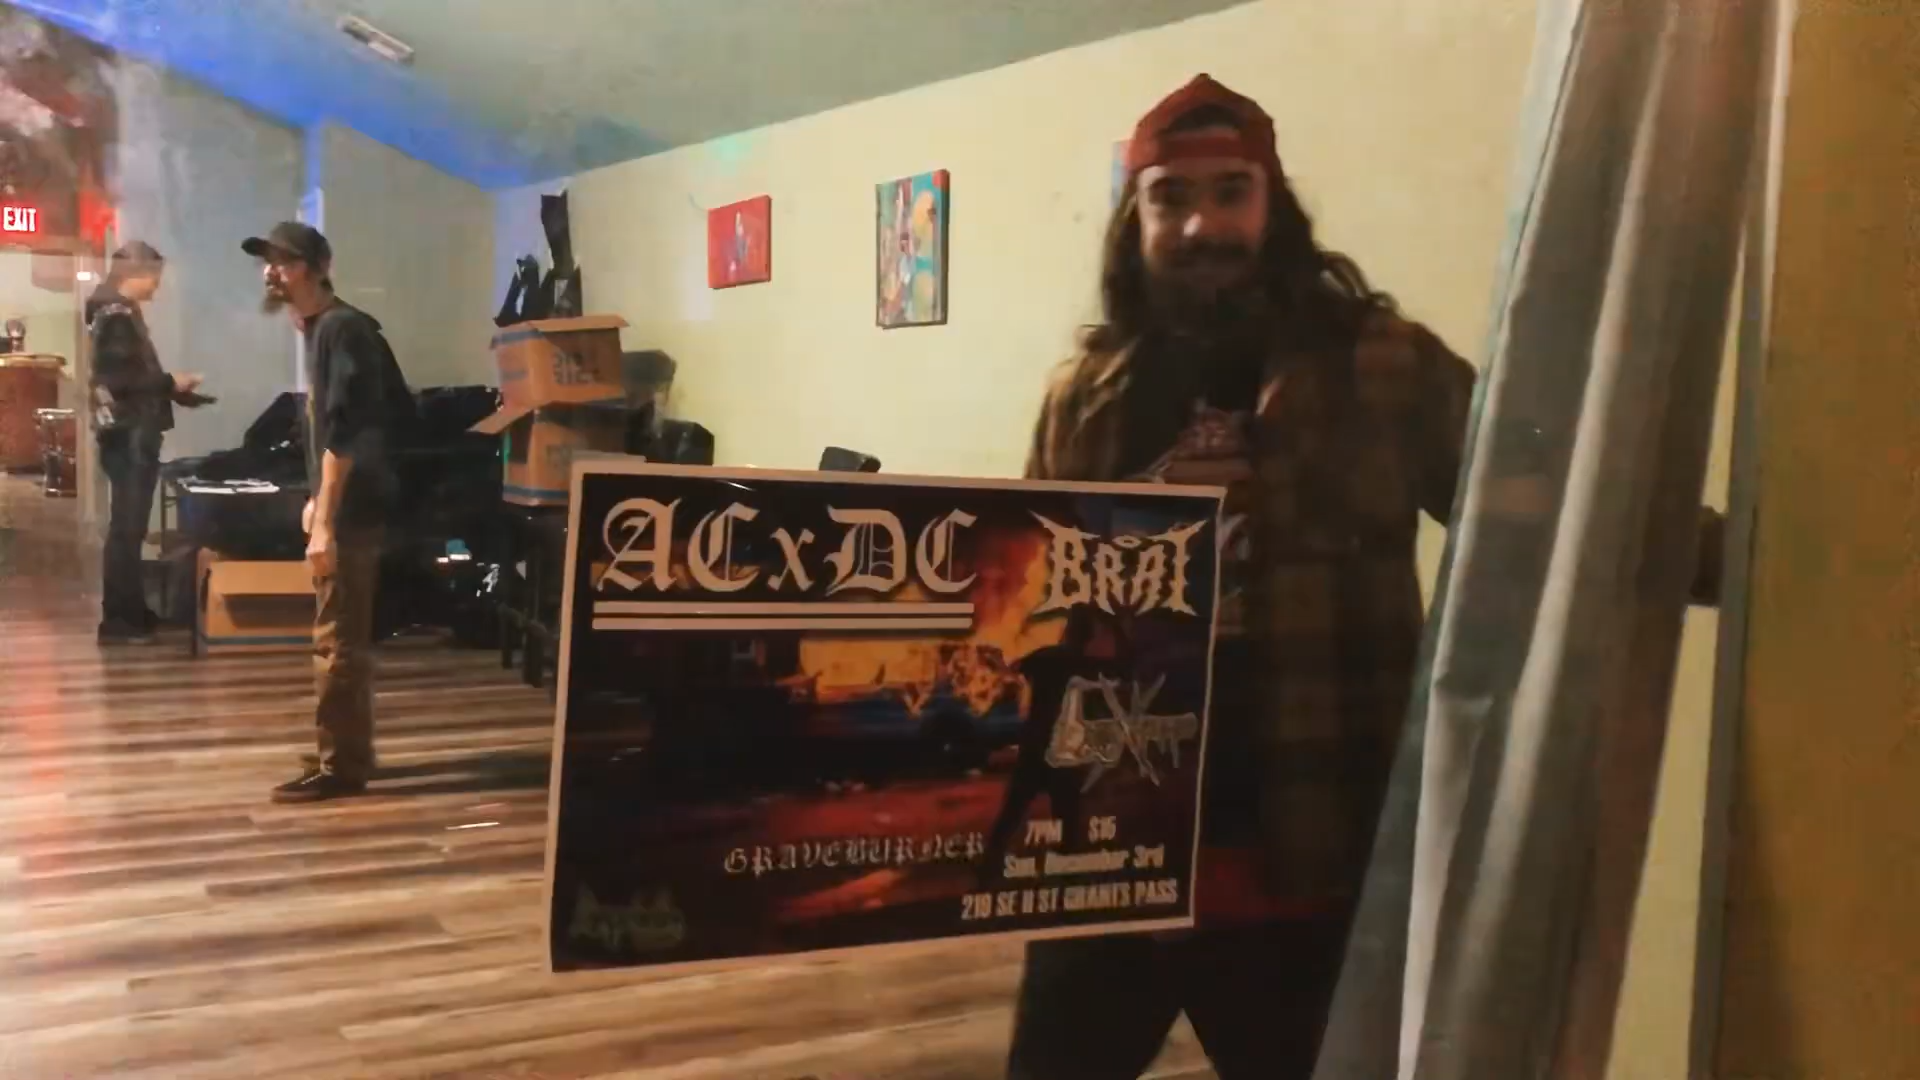 EXIT
ACxDC
BRAT
GRAVEBURNER
7PM $15
Sun, December 3rd
219 SE H ST GRANTS PASS